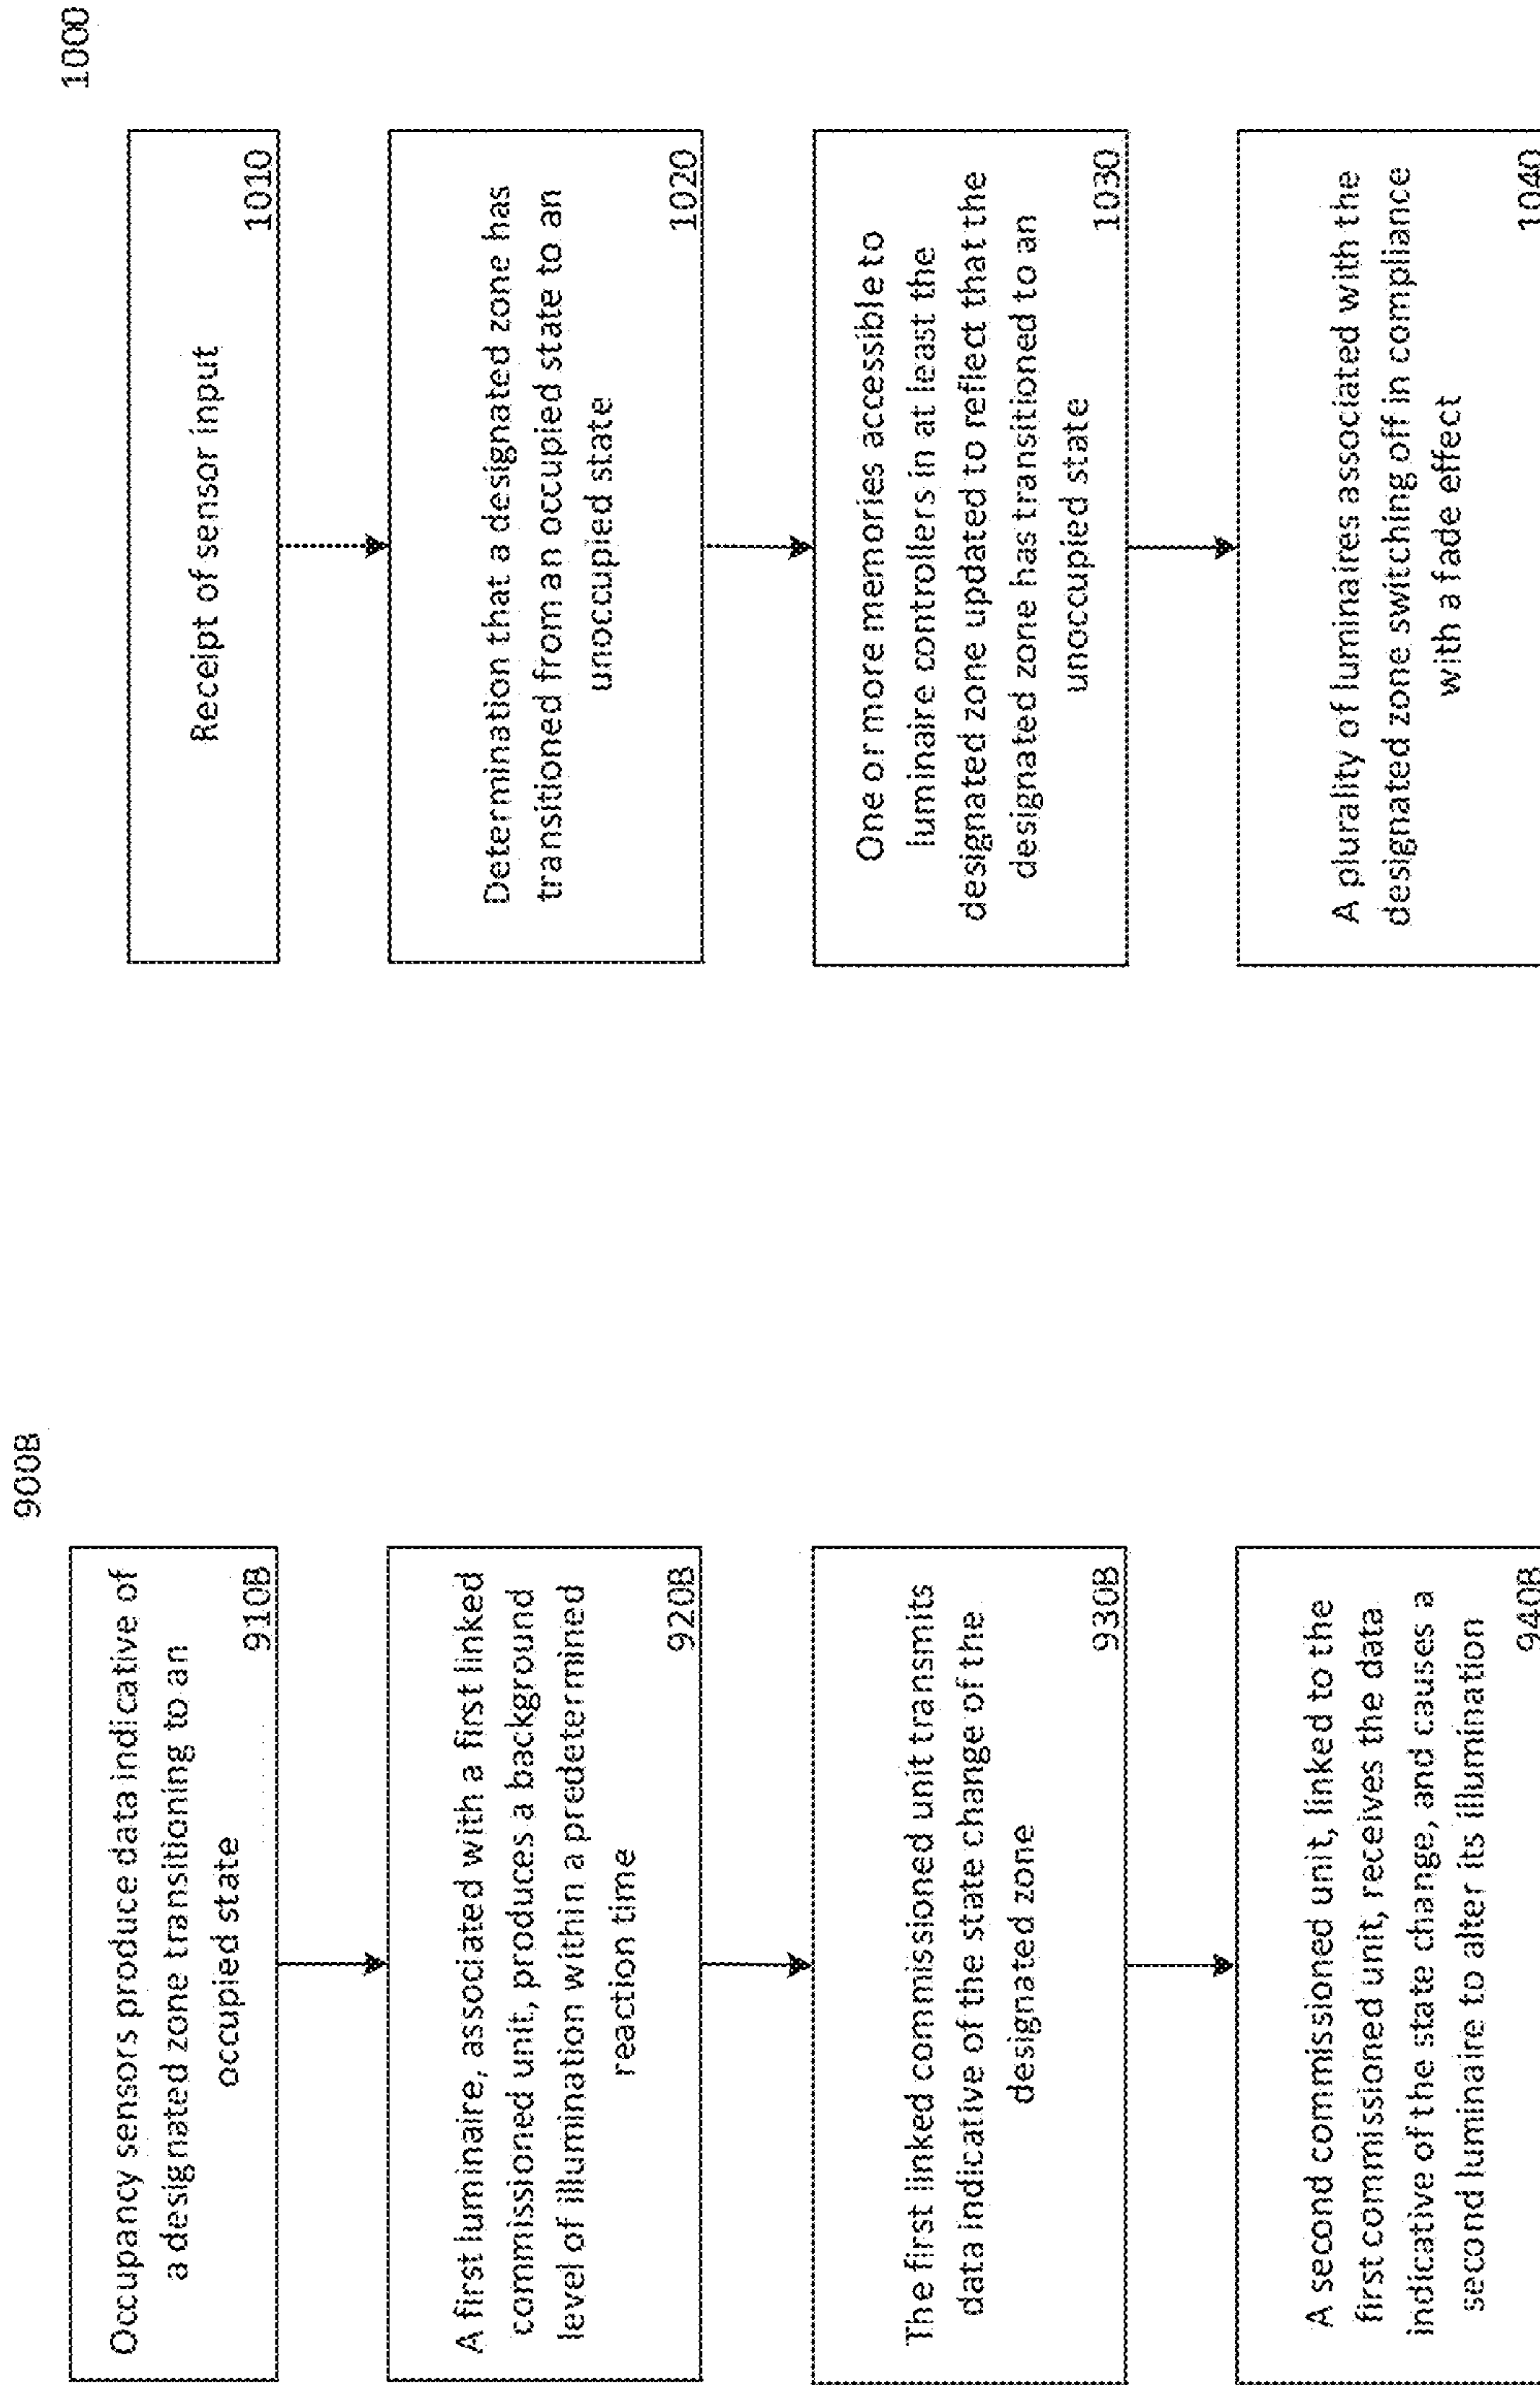 900B
Occupancy sensors produce data indicative of
a designated zone transitioning to an
occupied state
910B
A first luminaire, associated with a first linked
commissioned unit, produces a background
level of illumination within a predetermined
reaction time
920B
The first linked commissioned unit transmits
data indicative of the state change of the
designated zone
930B
A second commissioned unit, linked to the
first commissioned unit, receives the data
indicative of the state change, and causes a
second luminaire to alter its illumination
940B
1000
Receipt of sensor input
1010
Determination that a designated zone has
transitioned from an occupied state to an
unoccupied state
1020
One or more memories accessible to
luminaire controllers in at least the
designated zone updated to reflect that the
designated zone has transitioned to an
unoccupied state
1030
A plurality of luminaires associated with the
designated zone switching off in compliance
with a fade effect
1040